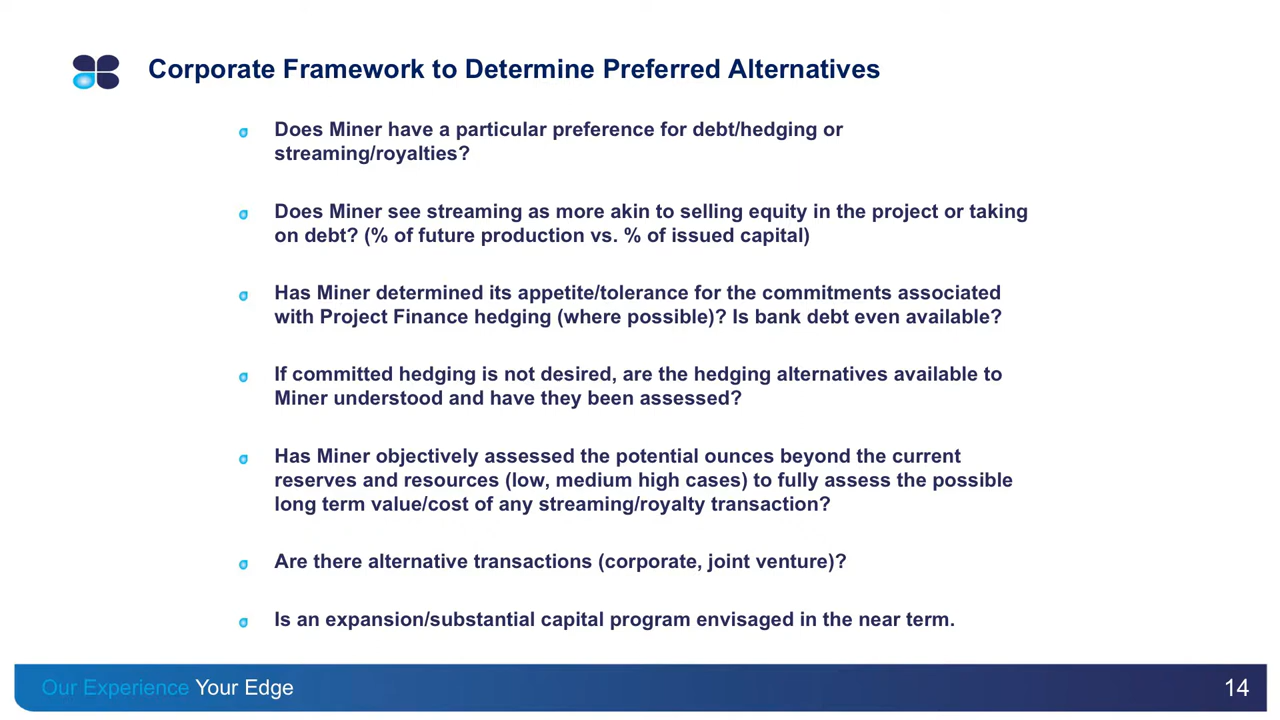 Corporate Framework to Determine Preferred Alternatives
Does Miner have a particular preference for debt/hedging or
streaming/royalties?
Does Miner see streaming as more akin to selling equity in the project or taking
on debt? (% of future production vs. % of issued capital)
Has Miner determined its appetite/tolerance for the commitments associated
with Project Finance hedging (where possible)? Is bank debt even available?
If committed hedging is not desired, are the hedging alternatives available to
Miner understood and have they been assessed?
Has Miner objectively assessed the potential ounces beyond the current
reserves and resources (low, medium high cases) to fully assess the possible
long term value/cost of any streaming/royalty transaction?
Are there alternative transactions (corporate, joint venture)?
Is an expansion/substantial capital program envisaged in the near term.
Our Experience Your Edge
14